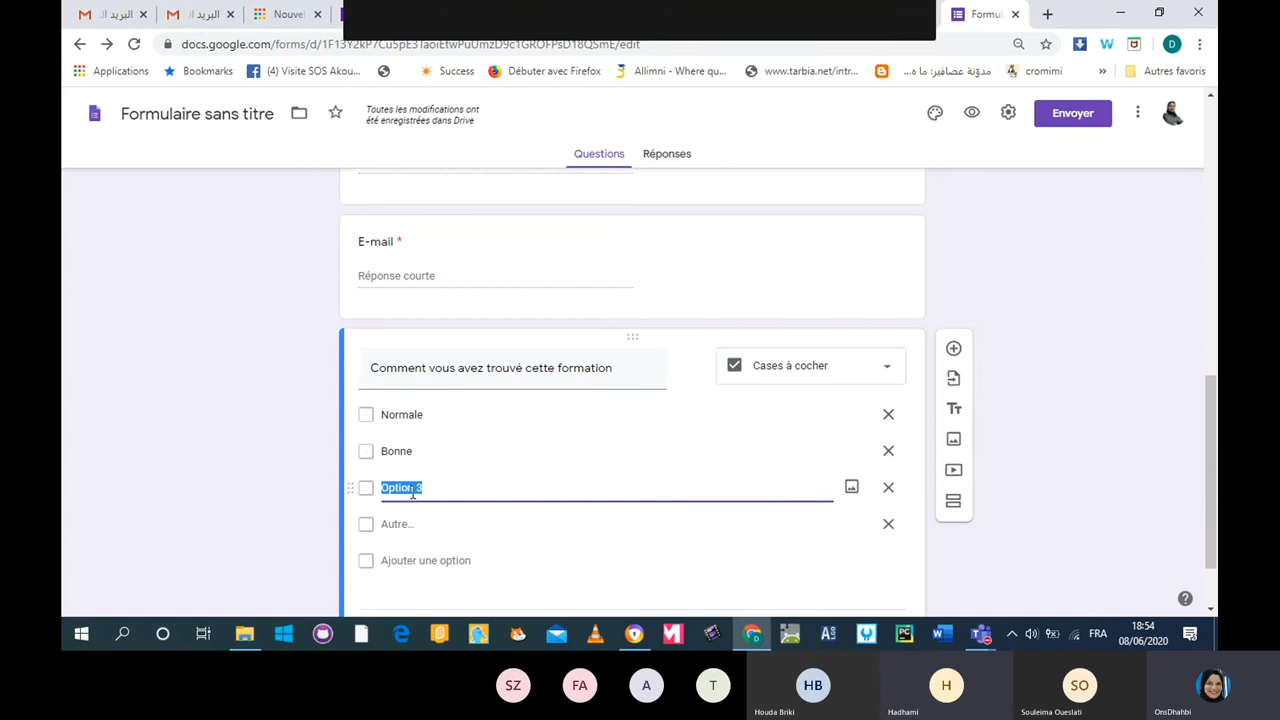 البريد الـ
البريد الـ
Nouvel
Formul
docs.google.com/forms/d/1F13Y2kP7Cu5pE3TaoiEtwPuUmzD9c1GROFPsD18QSmE/edit
Applications
Bookmarks
(4) Visite SOS Akou...
Success
Débuter avec Firefox
Allimni - Where qu...
www.tarbia.net/intr...
مدوّنة عصافير: ما ه...
cromimi
»
Autres favoris
Formulaire sans titre
Toutes les modifications ont
été enregistrées dans Drive
Envoyer
Questions
Réponses
E-mail *
Réponse courte
Comment vous avez trouvé cette formation
Cases à cocher
Normale
Bonne
Option 3
Autre...
Ajouter une option
FRA
18:54
08/06/2020
SZ
FA
A
T
HB
Houda Briki
H
Hadhami
SO
Souleima Oueslati
OnsDhahbi